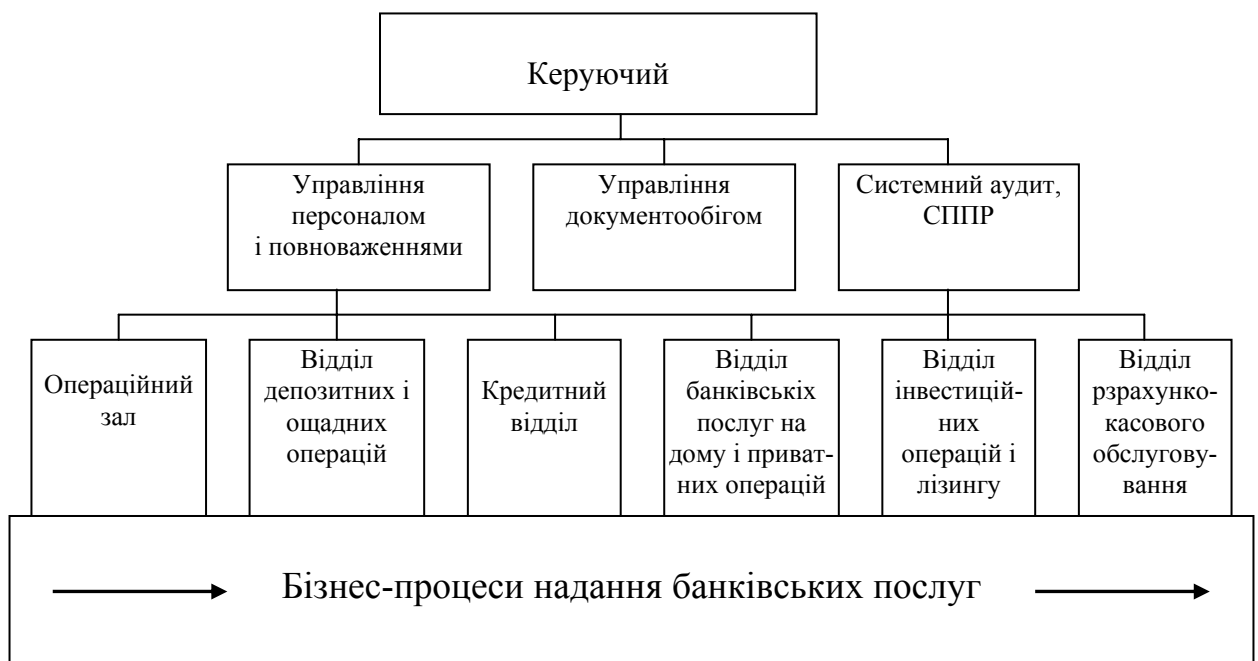 Керуючий
Управління
персоналом
і повноваженнями
Управління
документообігом
Системний аудит,
СППР
Операційний
зал
Відділ
депозитних і
ощадних
операцій
Кредитний
відділ
Відділ
банківськіх
послуг на
дому і приват-
них операцій
Відділ
інвестицій-
них
операцій і
лізингу
Відділ
рзрахунко-
касового
обслугову-
вання
Бізнес-процеси надання банківських послуг